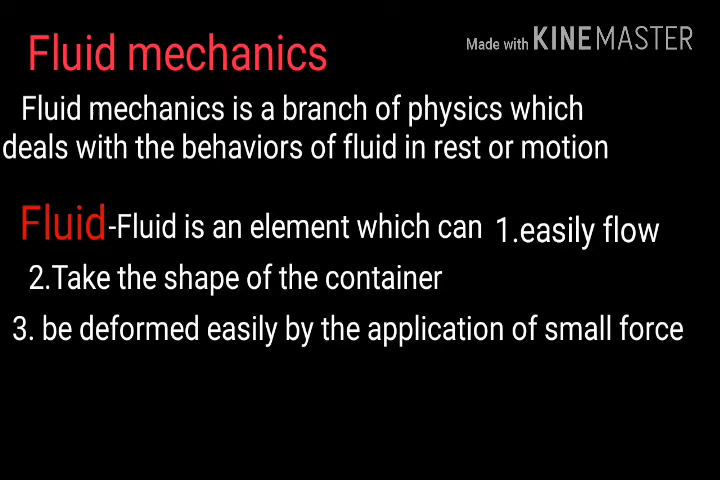 Fluid mechanics
Made with KINEMASTER
Fluid mechanics is a branch of physics which
deals with the behaviors of fluid in rest or motion
Fluid-Fluid is an element which can 1.easily flow
2.Take the shape of the container
3. be deformed easily by the application of small force